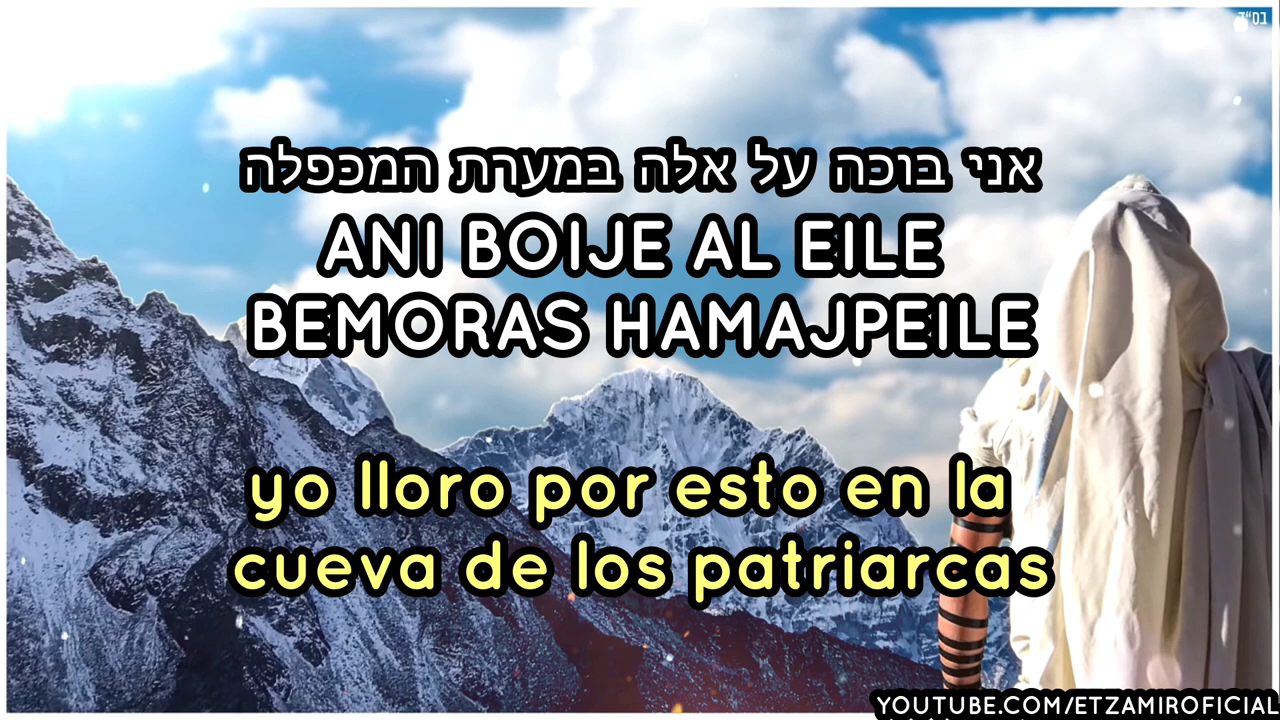 בס"ד
אני בוכה על אלה במערת המכפלה
ANI BOIJE AL EILE
BEMORAS HAMAJPEILE
yo lloro por esto en la
cueva de los patriarcas
YOUTUBE.COM/ETZAMIROFICIAL